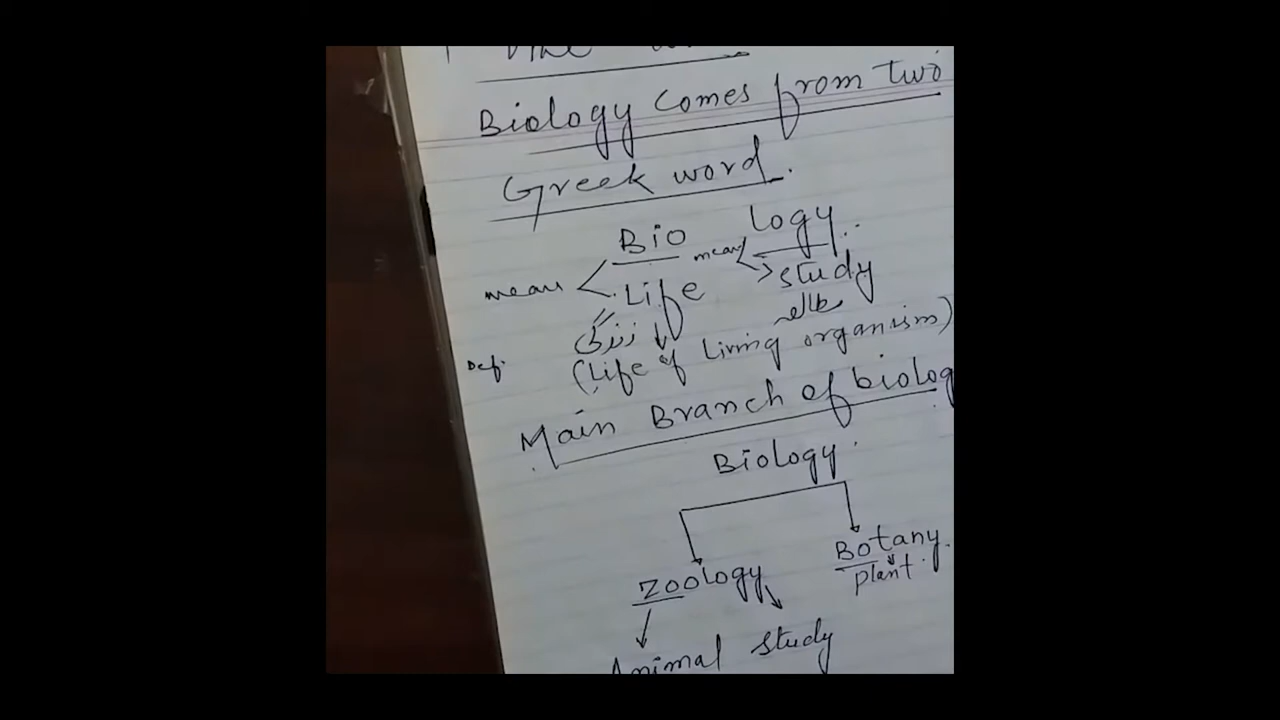 Biology comes from two
Greek word.
Bio logy
mean mean study
Life
زندگی
Def: (Life of Living organism)
Main Branch of biolog
Biology
Zoology Botany.
plant.
Animal study